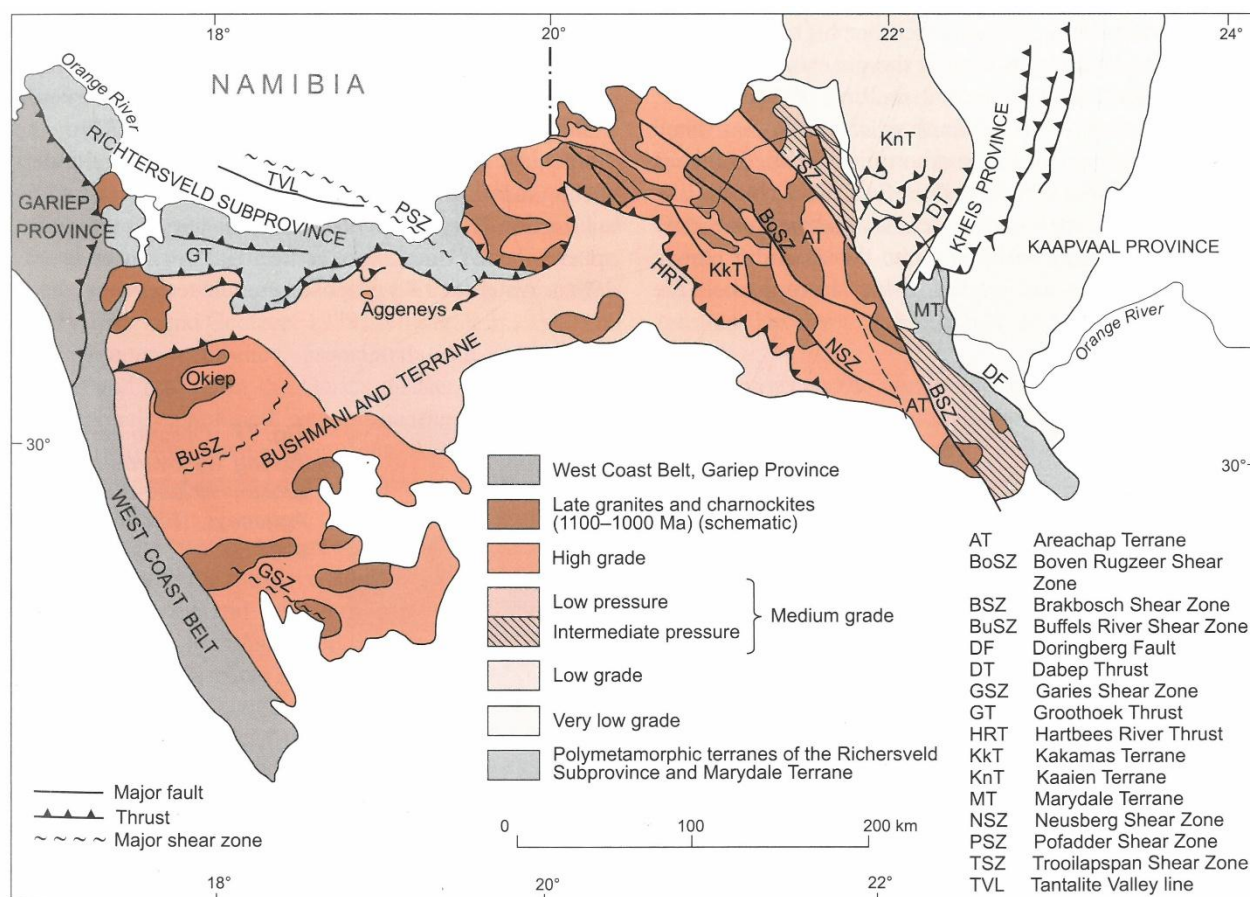 18°
20°
22°
24°
Orange River
NAMIBIA
RICHTERSVELD SUBPROVINCE
TVL
PSZ
GARIEP
PROVINCE
GT
Aggeneys
TSZ
KnT
DT
KHEIS PROVINCE
KAAPVAAL PROVINCE
BoSZ
AT
KkT
HRT
MT
Orange River
NSZ
DF
Okiep
BUSHMANLAND TERRANE
BuSZ
AT
BSZ
30°
30°
WEST COAST BELT
GSZ
West Coast Belt, Gariep Province
Late granites and charnockites
(1100–1000 Ma) (schematic)
High grade
Low pressure
Intermediate pressure
Medium grade
Low grade
Very low grade
Polymetamorphic terranes of the Richersveld
Subprovince and Marydale Terrane
AT Areachap Terrane
BoSZ Boven Rugzeer Shear
Zone
BSZ Brakbosch Shear Zone
BuSZ Buffels River Shear Zone
DF Doringberg Fault
DT Dabep Thrust
GSZ Garies Shear Zone
GT Groothoek Thrust
HRT Hartbees River Thrust
KkT Kakamas Terrane
KnT Kaaien Terrane
MT Marydale Terrane
NSZ Neusberg Shear Zone
PSZ Pofadder Shear Zone
TSZ Trooilapspan Shear Zone
TVL Tantalite Valley line
Major fault
Thrust
Major shear zone
0 100 200 km
18°
20°
22°